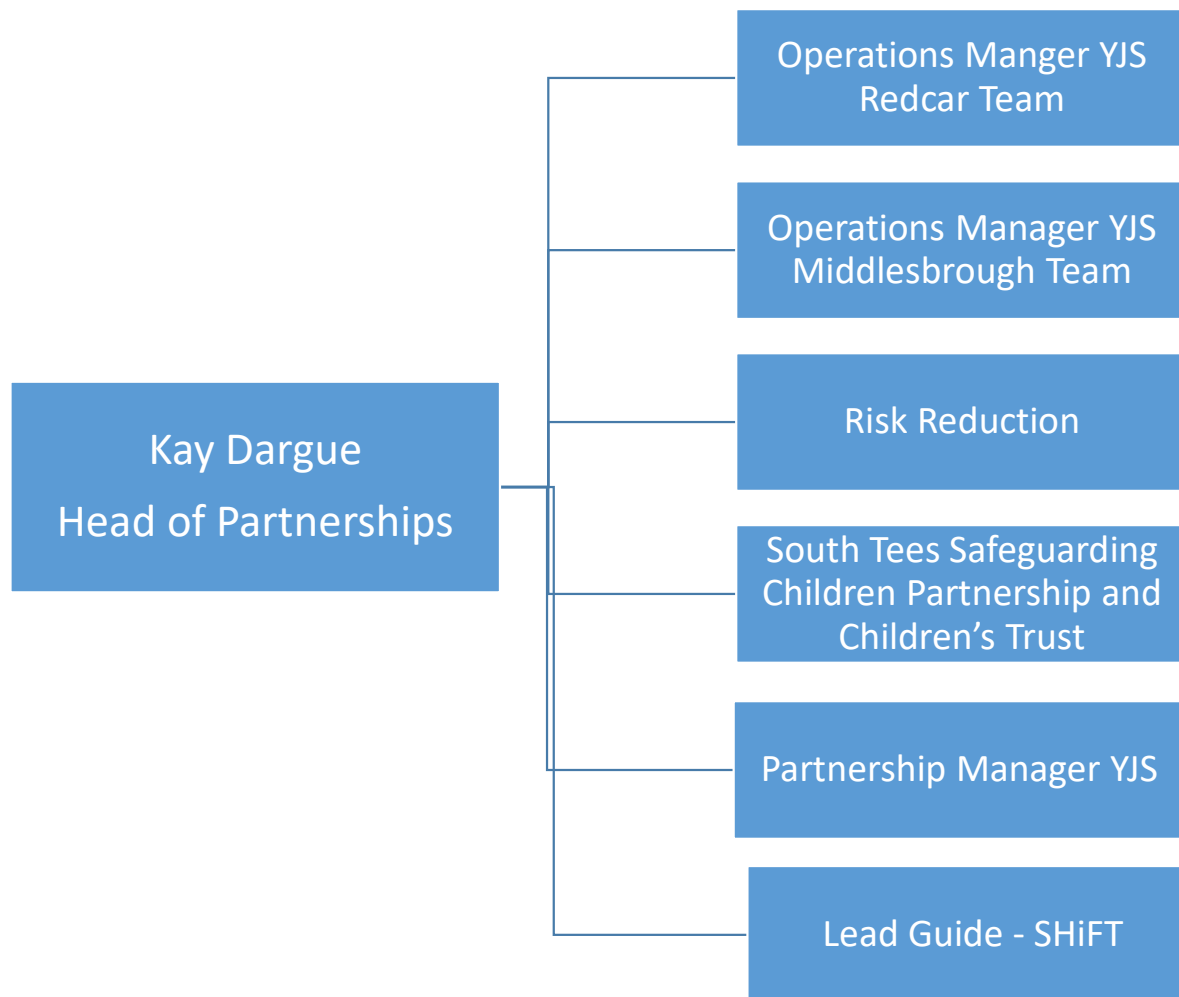 Operations Manger YJS
Redcar Team
Operations Manager YJS
Middlesbrough Team
Kay Dargue
Head of Partnerships
Risk Reduction
South Tees Safeguarding
Children Partnership and
Children’s Trust
Partnership Manager YJS
Lead Guide - SHiFT